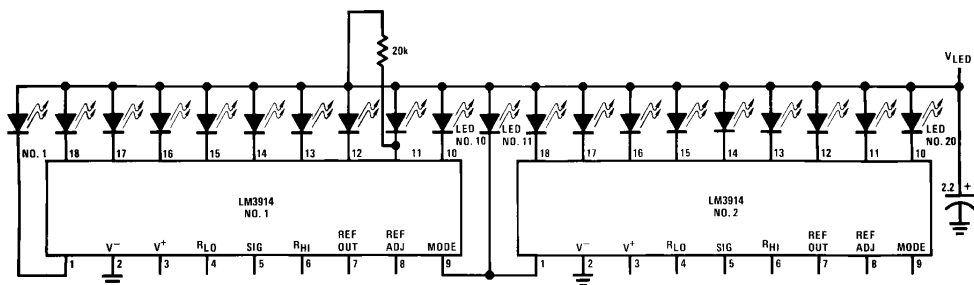 20k
V LED
NO. 1
18 17 16 15 14 13 12 11 10
LED NO. 10
LED NO. 11
18 17 16 15 14 13 12 11 10
LED NO. 20
2.2 +
LM3914
NO. 1
LM3914
NO. 2
V− V+ RLO SIG RHI REF OUT REF ADJ MODE
1 2 3 4 5 6 7 8 9
V− V+ RLO SIG RHI REF OUT REF ADJ MODE
1 2 3 4 5 6 7 8 9